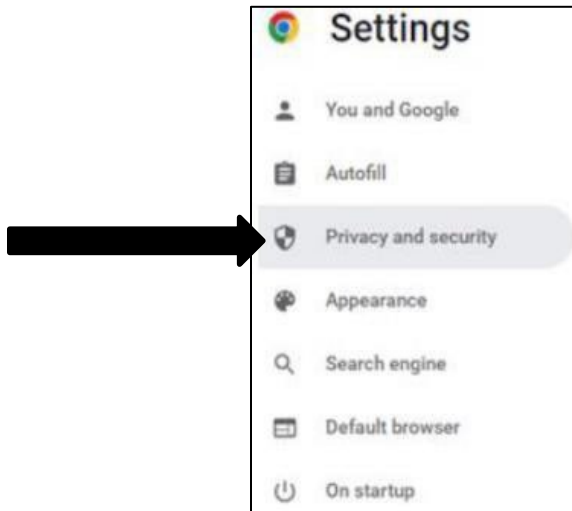 Settings
You and Google
Autofill
Privacy and security
Appearance
Search engine
Default browser
On startup